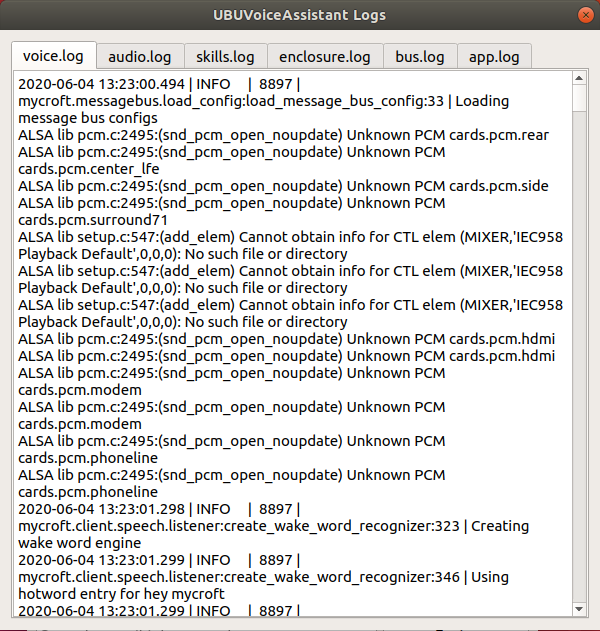 UBUVoiceAssistant Logs
voice.log audio.log skills.log enclosure.log bus.log app.log
2020-06-04 13:23:00.494 | INFO | 8897 |
mycroft.messagebus.load_config:load_message_bus_config:33 | Loading
message bus configs
ALSA lib pcm.c:2495:(snd_pcm_open_noupdate) Unknown PCM cards.pcm.rear
ALSA lib pcm.c:2495:(snd_pcm_open_noupdate) Unknown PCM
cards.pcm.center_lfe
ALSA lib pcm.c:2495:(snd_pcm_open_noupdate) Unknown PCM cards.pcm.side
ALSA lib pcm.c:2495:(snd_pcm_open_noupdate) Unknown PCM
cards.pcm.surround71
ALSA lib setup.c:547:(add_elem) Cannot obtain info for CTL elem (MIXER,'IEC958
Playback Default',0,0,0): No such file or directory
ALSA lib setup.c:547:(add_elem) Cannot obtain info for CTL elem (MIXER,'IEC958
Playback Default',0,0,0): No such file or directory
ALSA lib setup.c:547:(add_elem) Cannot obtain info for CTL elem (MIXER,'IEC958
Playback Default',0,0,0): No such file or directory
ALSA lib pcm.c:2495:(snd_pcm_open_noupdate) Unknown PCM cards.pcm.hdmi
ALSA lib pcm.c:2495:(snd_pcm_open_noupdate) Unknown PCM cards.pcm.hdmi
ALSA lib pcm.c:2495:(snd_pcm_open_noupdate) Unknown PCM
cards.pcm.modem
ALSA lib pcm.c:2495:(snd_pcm_open_noupdate) Unknown PCM
cards.pcm.modem
ALSA lib pcm.c:2495:(snd_pcm_open_noupdate) Unknown PCM
cards.pcm.phoneline
ALSA lib pcm.c:2495:(snd_pcm_open_noupdate) Unknown PCM
cards.pcm.phoneline
2020-06-04 13:23:01.298 | INFO | 8897 |
mycroft.client.speech.listener:create_wake_word_recognizer:323 | Creating
wake word engine
2020-06-04 13:23:01.299 | INFO | 8897 |
mycroft.client.speech.listener:create_wake_word_recognizer:346 | Using
hotword entry for hey mycroft
2020-06-04 13:23:01.299 | INFO | 8897 |